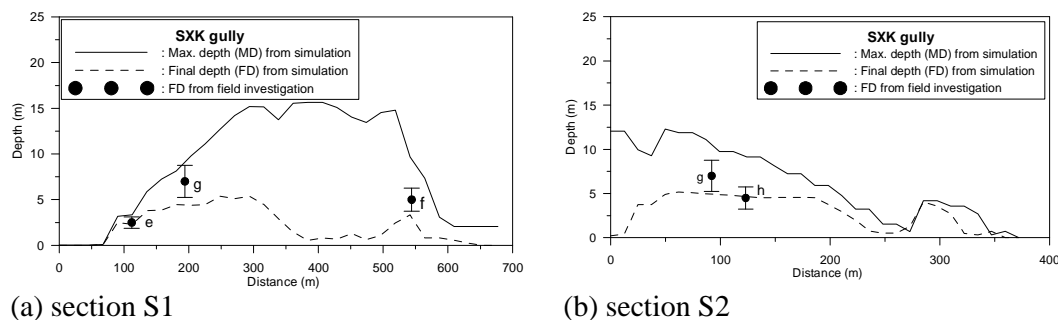 25
20
15
10
5
0
Depth (m)
SXK gully
: Max. depth (MD) from simulation
: Final depth (FD) from simulation
: FD from field investigation
e
g
f
0 100 200 300 400 500 600 700
Distance (m)
(a) section S1
25
20
15
10
5
0
Depth (m)
SXK gully
: Max. depth (MD) from simulation
: Final depth (FD) from simulation
: FD from field investigation
g
h
0 100 200 300 400
Distance (m)
(b) section S2